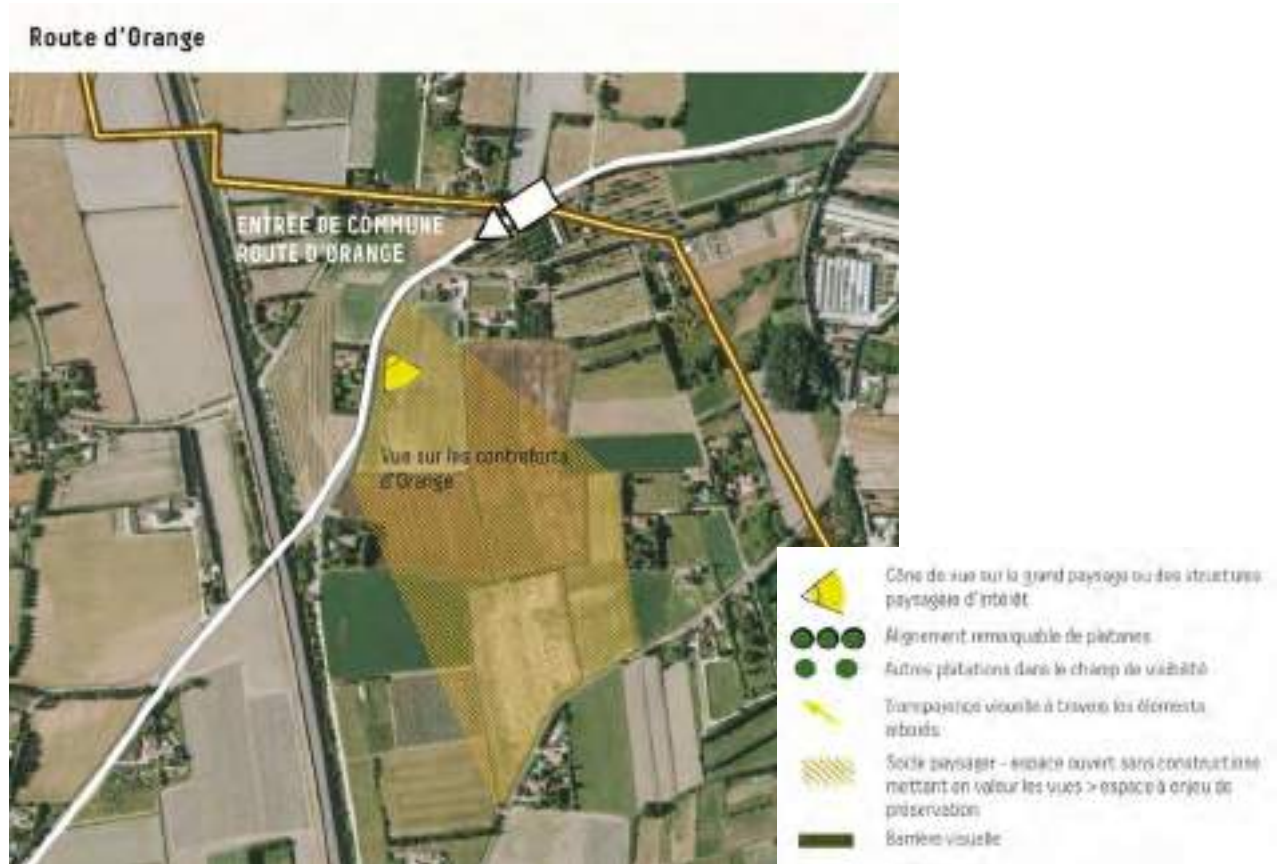 Route d'Orange
ENTRÉE DE COMMUNE
ROUTE D'ORANGE
Vue sur les contreforts
d'Orange
Cône de vue sur le grand paysage ou des structures
paysagère d'intérêt
Alignement remarquable de platanes
Autres platations dans le champ de visibilité
Transparence visuelle à travers les éléments
arborés
Socle paysager - espace ouvert sans constructions
mettant en valeur les vues > espace à enjeu de
préservation
Barrière visuelle